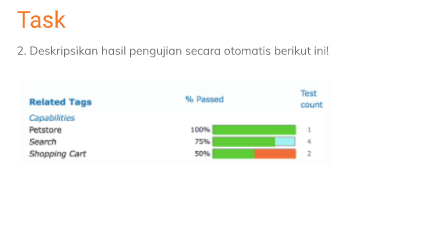 Task
2. Deskripsikan hasil pengujian secara otomatis berikut ini!
Related Tags % Passed Test count
Capabilities
Petstore 100% 1
Search 75% 4
Shopping Cart 50% 2